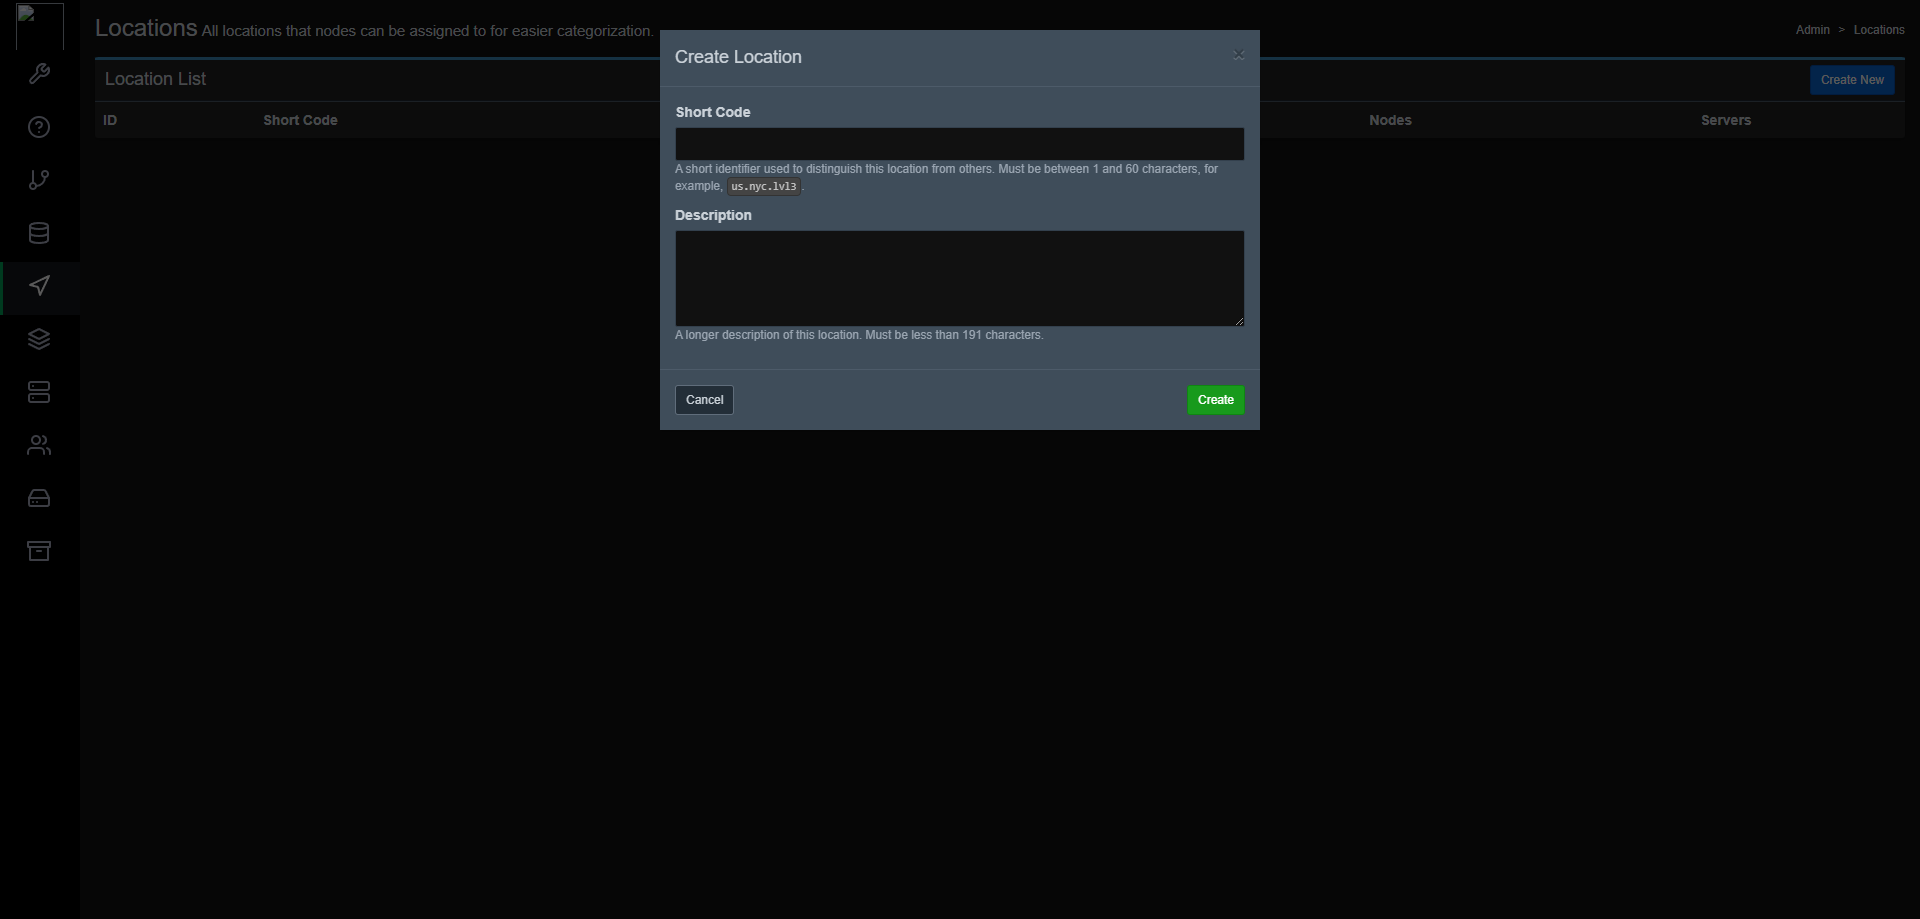 Locations All locations that nodes can be assigned to for easier categorization.
Admin > Locations
Location List
Create New
ID Short Code Nodes Servers
Create Location
×
Short Code
A short identifier used to distinguish this location from others. Must be between 1 and 60 characters, for
example, us.nyc.lvl3.
Description
A longer description of this location. Must be less than 191 characters.
Cancel
Create